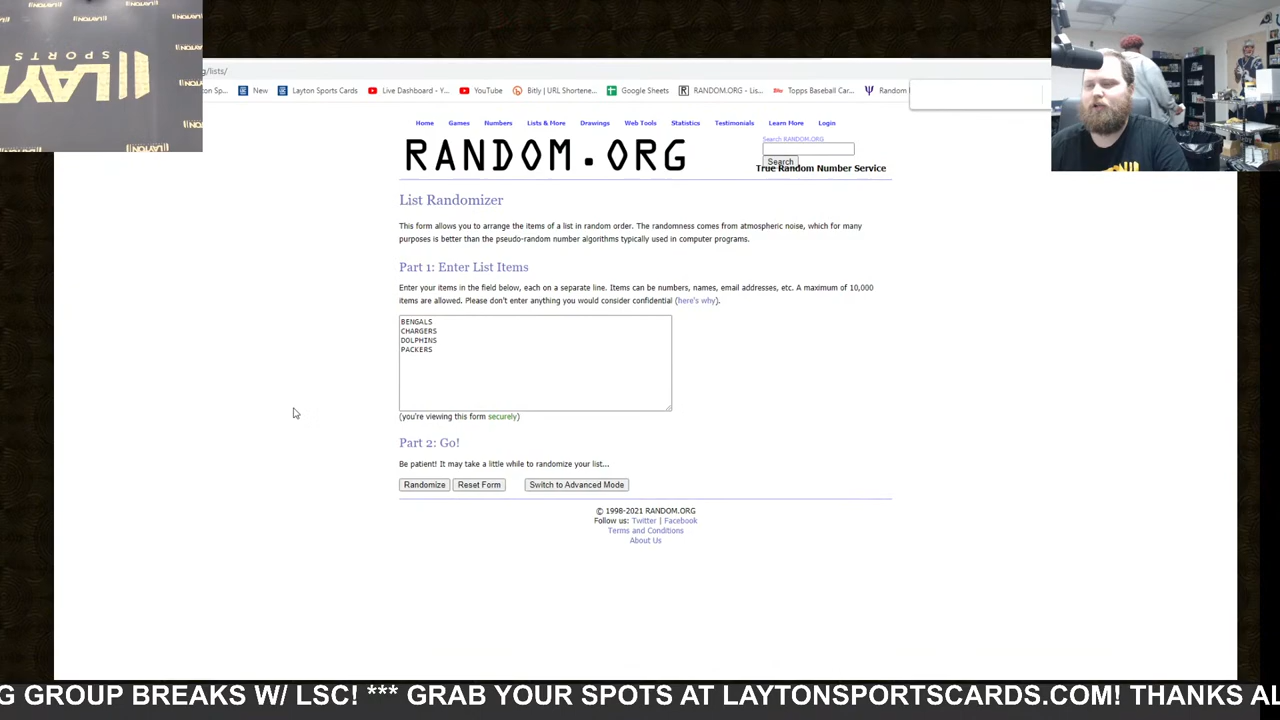 SPORTS
LAYTON
g/lists/
New
Layton Sports Cards
Live Dashboard - Y...
YouTube
Bitly | URL Shortene...
Google Sheets
RANDOM.ORG - Lis...
Topps Baseball Car...
Home Games Numbers Lists & More Drawings Web Tools Statistics Testimonials Learn More Login
RANDOM.ORG
Search RANDOM.ORG
Search
True Random Number Service
List Randomizer
This form allows you to arrange the items of a list in random order. The randomness comes from atmospheric noise, which for many
purposes is better than the pseudo-random number algorithms typically used in computer programs.
Part 1: Enter List Items
Enter your items in the field below, each on a separate line. Items can be numbers, names, email addresses, etc. A maximum of 10,000
items are allowed. Please don't enter anything you would consider confidential (here's why).
BENGALS
CHARGERS
DOLPHINS
PACKERS
(you're viewing this form securely)
Part 2: Go!
Be patient! It may take a little while to randomize your list...
Randomize Reset Form Switch to Advanced Mode
© 1998-2021 RANDOM.ORG
Follow us: Twitter | Facebook
Terms and Conditions
About Us
G GROUP BREAKS W/ LSC! *** GRAB YOUR SPOTS AT LAYTONSPORTSCARDS.COM! THANKS AL